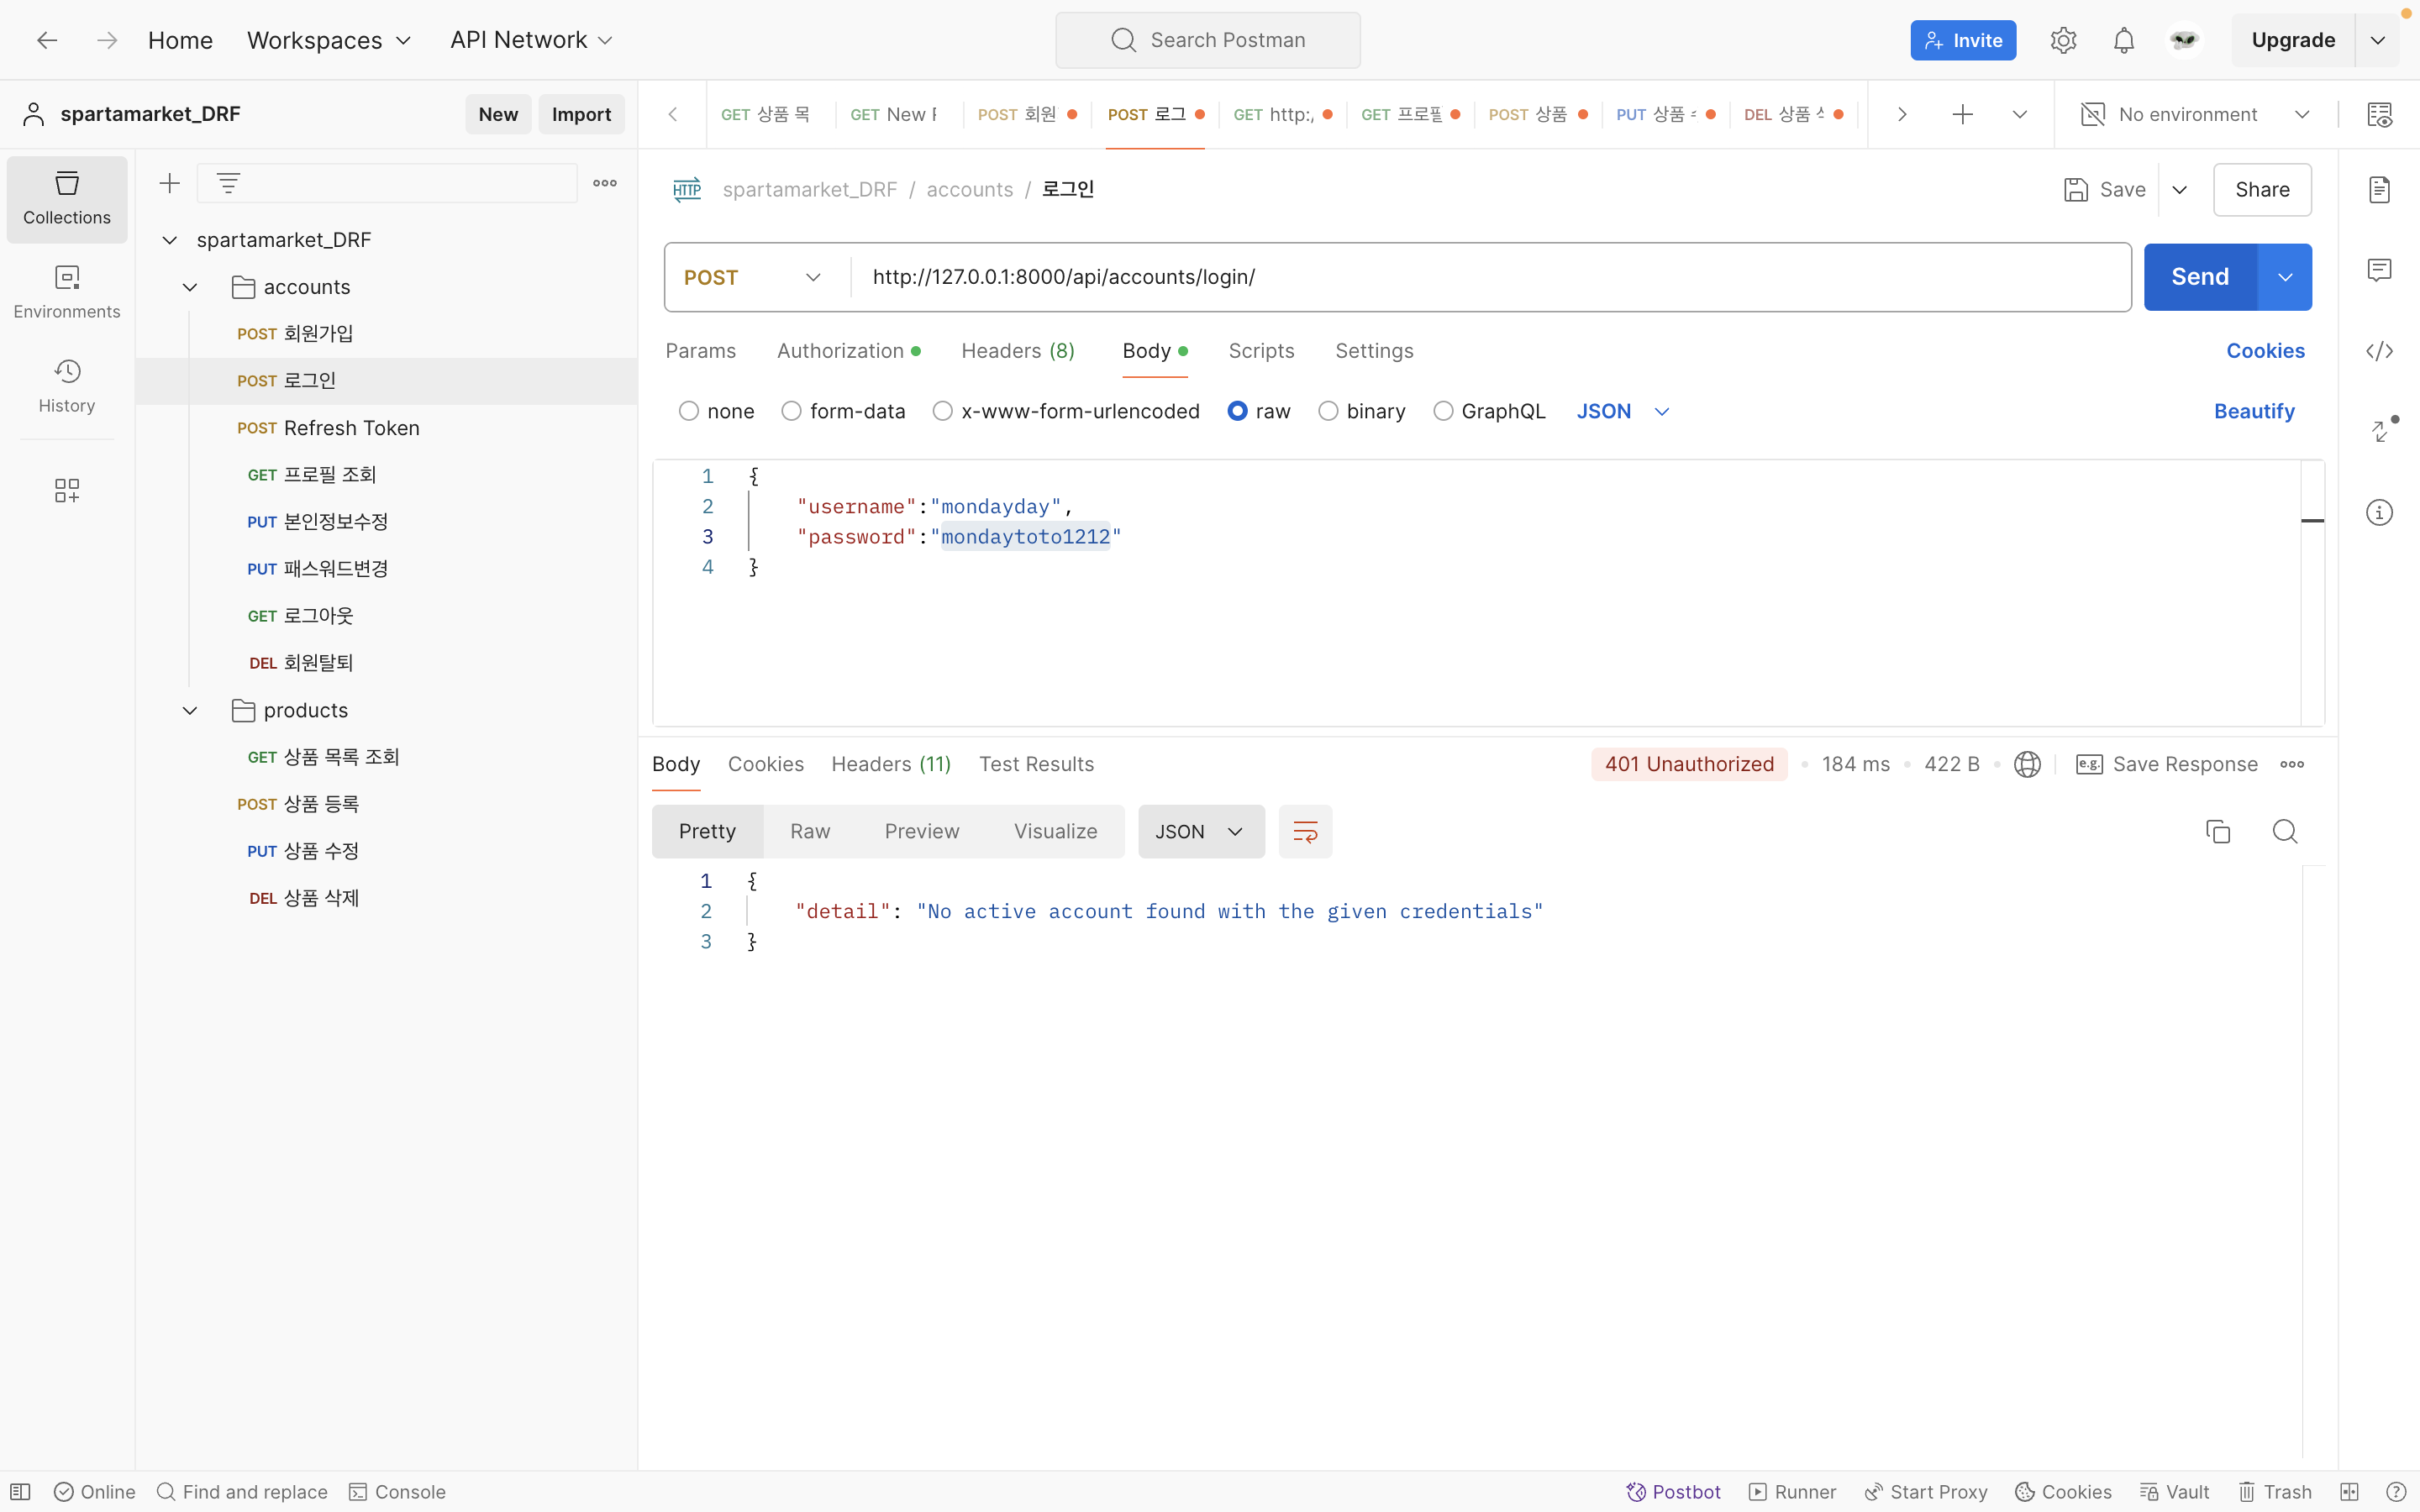 Home Workspaces API Network Search Postman Invite Upgrade
spartamarket_DRF New Import
GET 상품 목 GET New POST 회원 POST 로그 GET http:/ GET 프로필 POST 상품 PUT 상품 DEL 상품 No environment
Collections
Environments
History
spartamarket_DRF
accounts
POST 회원가입
POST 로그인
POST Refresh Token
GET 프로필 조회
PUT 본인정보수정
PUT 패스워드변경
GET 로그아웃
DEL 회원탈퇴
products
GET 상품 목록 조회
POST 상품 등록
PUT 상품 수정
DEL 상품 삭제
HTTP spartamarket_DRF / accounts / 로그인 Save Share
POST http://127.0.0.1:8000/api/accounts/login/ Send
Params Authorization Headers (8) Body Scripts Settings Cookies
none form-data x-www-form-urlencoded raw binary GraphQL JSON Beautify
1 {
2 "username":"mondayday",
3 "password":"mondaytoto1212"
4 }
Body Cookies Headers (11) Test Results 401 Unauthorized 184 ms 422 B e.g. Save Response
Pretty Raw Preview Visualize JSON
1 {
2 "detail": "No active account found with the given credentials"
3 }
Online Find and replace Console Postbot Runner Start Proxy Cookies Vault Trash